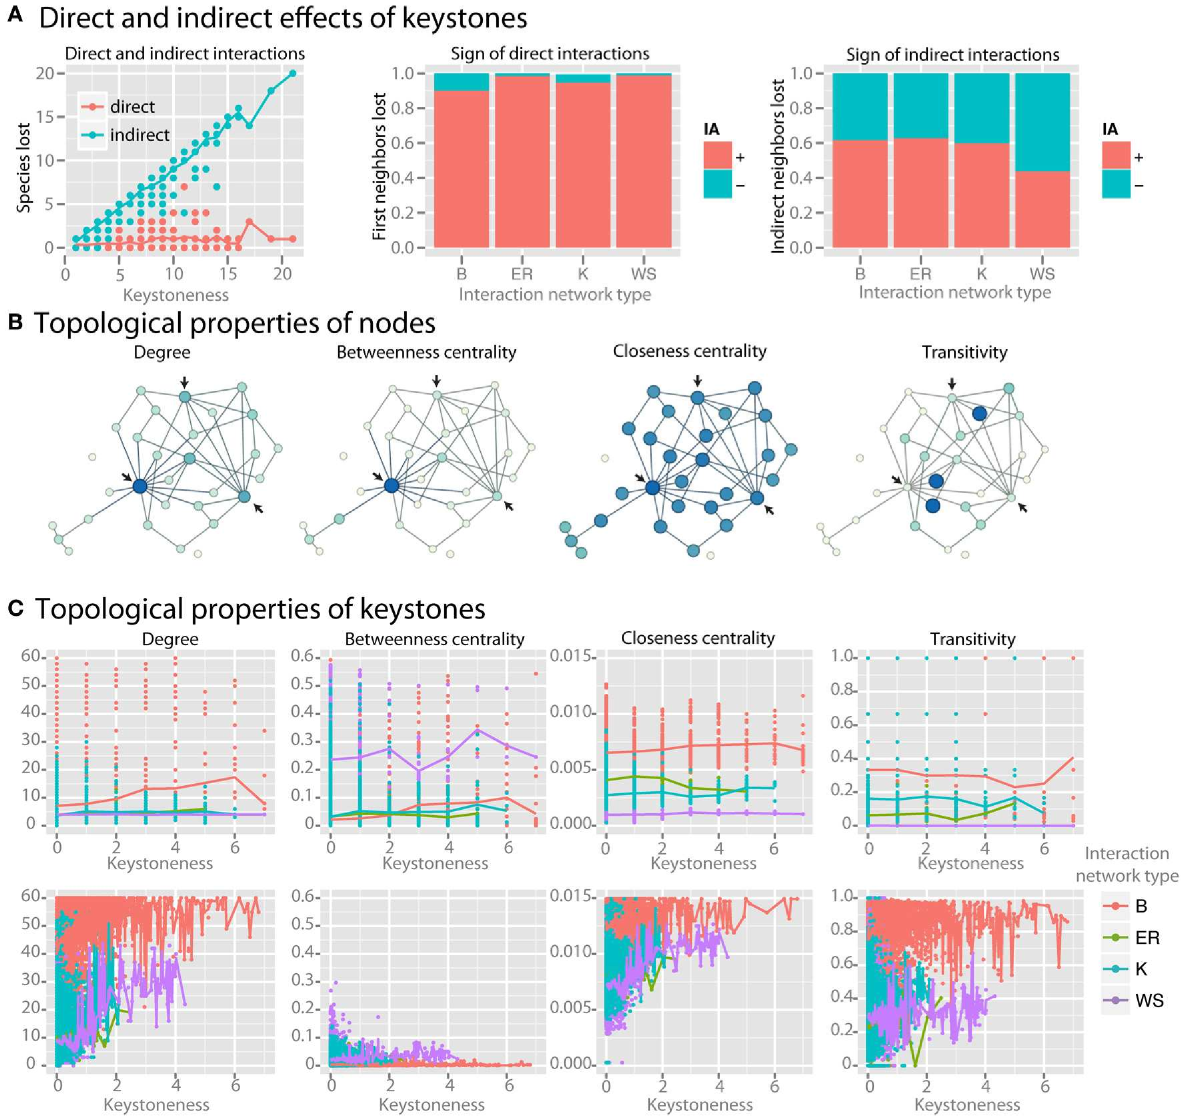 A Direct and indirect effects of keystones
Direct and indirect interactions
Species lost
20
15
10
5
0
direct
indirect
0 5 10 15 20
Keystoneness
Sign of direct interactions
First neighbors lost
1.0
0.8
0.6
0.4
0.2
0.0
B ER K WS
Interaction network type
IA
+
−
Sign of indirect interactions
Indirect neighbors lost
1.0
0.8
0.6
0.4
0.2
0.0
B ER K WS
Interaction network type
IA
+
−
B Topological properties of nodes
Degree
Betweenness centrality
Closeness centrality
Transitivity
C Topological properties of keystones
Degree
60
50
40
30
20
10
0
0 2 4 6
Keystoneness
Betweenness centrality
0.6
0.5
0.4
0.3
0.2
0.1
0
0 2 4 6
Keystoneness
Closeness centrality
0.015
0.010
0.005
0.000
0 2 4 6
Keystoneness
Transitivity
1.0
0.8
0.6
0.4
0.2
0
0 2 4 6
Keystoneness
60
50
40
30
20
10
0
0 2 4 6
Keystoneness
0.6
0.5
0.4
0.3
0.2
0.1
0
0 2 4 6
Keystoneness
0.015
0.010
0.005
0.000
0 2 4 6
Keystoneness
1.0
0.8
0.6
0.4
0.2
0
0 2 4 6
Keystoneness
Interaction
network type
B
ER
K
WS